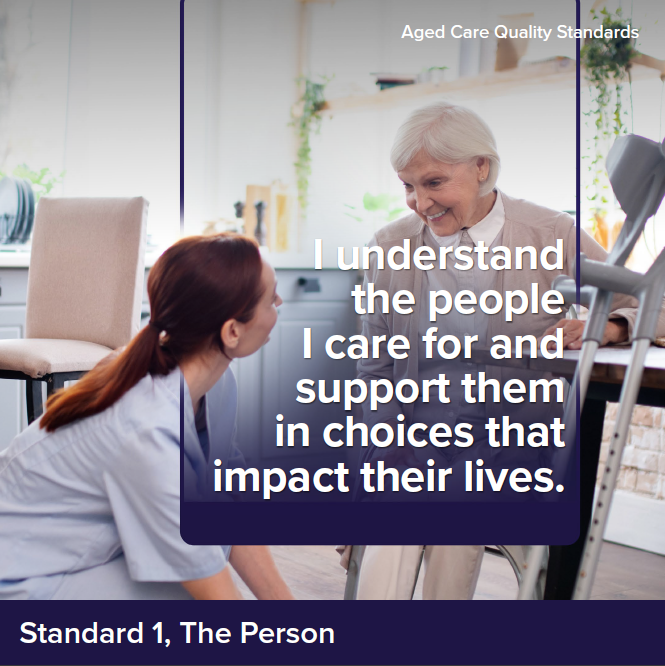 Aged Care Quality Standards
I understand
the people
I care for and
support them
in choices that
impact their lives.
Standard 1, The Person